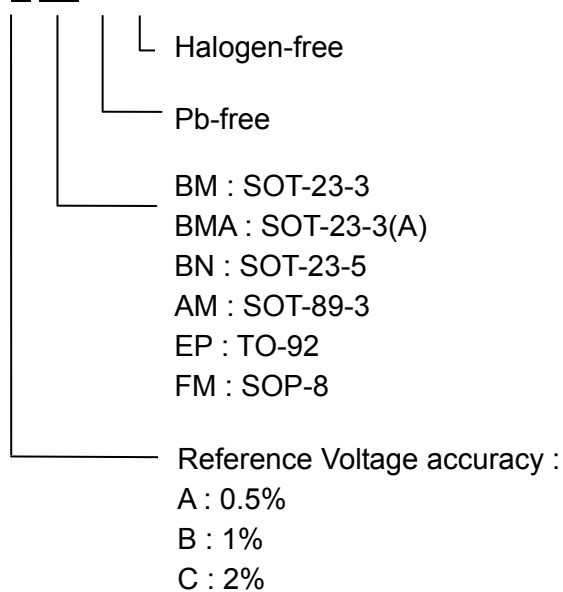 Halogen-free
Pb-free
BM : SOT-23-3
BMA : SOT-23-3(A)
BN : SOT-23-5
AM : SOT-89-3
EP : TO-92
FM : SOP-8
Reference Voltage accuracy :
A : 0.5%
B : 1%
C : 2%